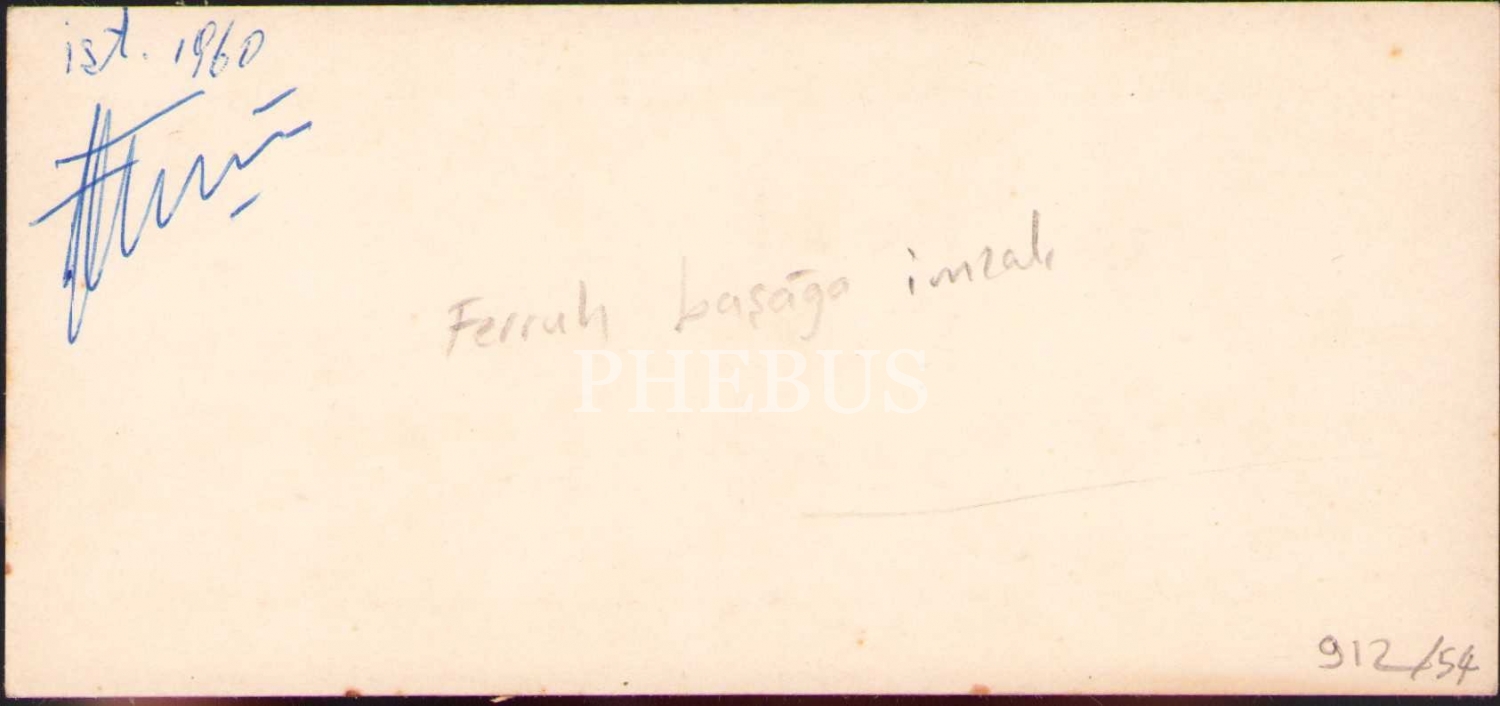 ist. 1960
Ferruh başağa imzalı
PHEBUS
912/54